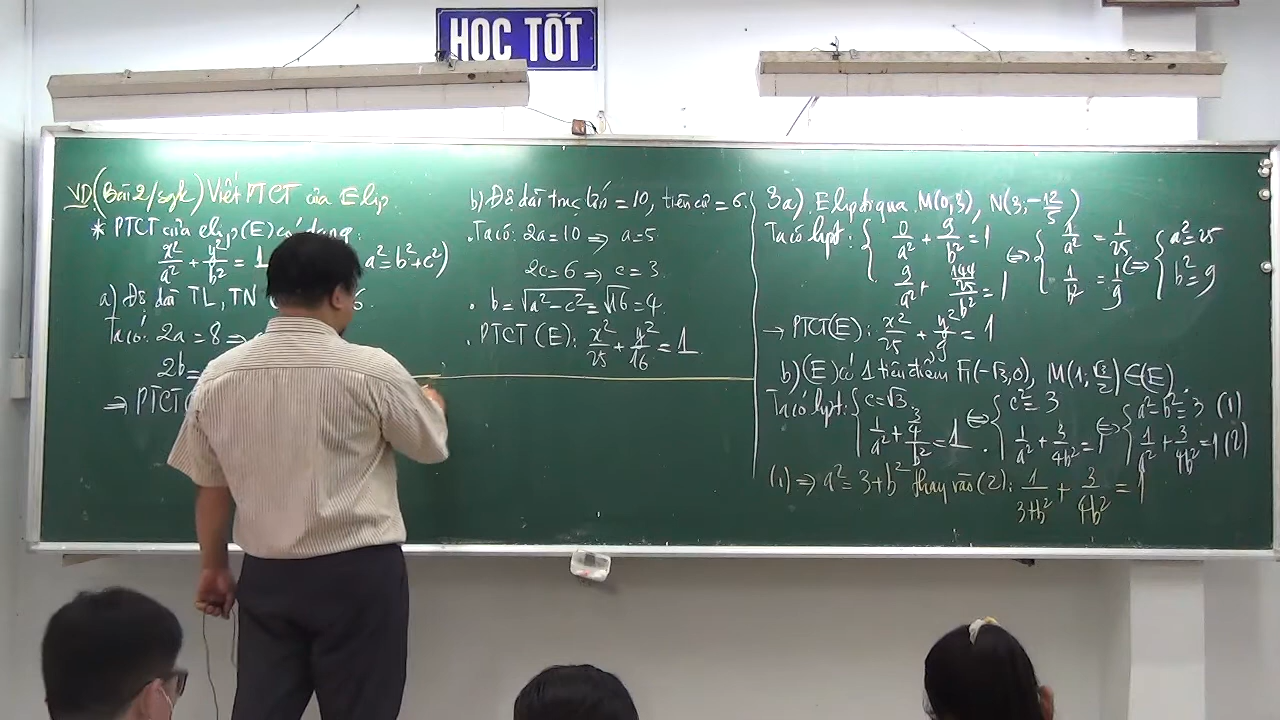 HỌC TỐT
VD (Bài 2/sgk) Viết PTCT của Elip.
* PTCT của elip (E) có dạng:
x²/a² + y²/b² = 1 a² = b² + c²)
a) Độ dài TL, TN 6.
Ta có: 2a = 8 ⇒
2b =
⇒ PTCT(
b) Độ dài trục lớn = 10, tiêu cự = 6.
. Ta có: 2a = 10 ⇒ a = 5
2c = 6 ⇒ c = 3.
. b = √(a² - c²) = √16 = 4.
. PTCT (E): x²/25 + y²/16 = 1.
3a) Elip đi qua M(0,3), N(3,-12/5)
Ta có hpt: { 0/a² + 9/b² = 1 ⇔ { 1/a² = 1/25 ⇔ { a² = 25
9/a² + (144/25)/b² = 1 1/b² = 1/9 b² = 9
→ PTCT(E): x²/25 + y²/9 = 1
b) (E) có 1 tiêu điểm F₁(-√3,0), M(1; √3/2) ∈ (E).
Ta có hpt: { c = √3 ⇔ { c² = 3 ⇔ { a² - b² = 3 (1)
1/a² + (3/4)/b² = 1. 1/a² + 3/4b² = 1 1/a² + 3/4b² = 1 (2)
(1) ⇒ a² = 3 + b² thay vào (2): 1/(3+b²) + 3/4b² = 1